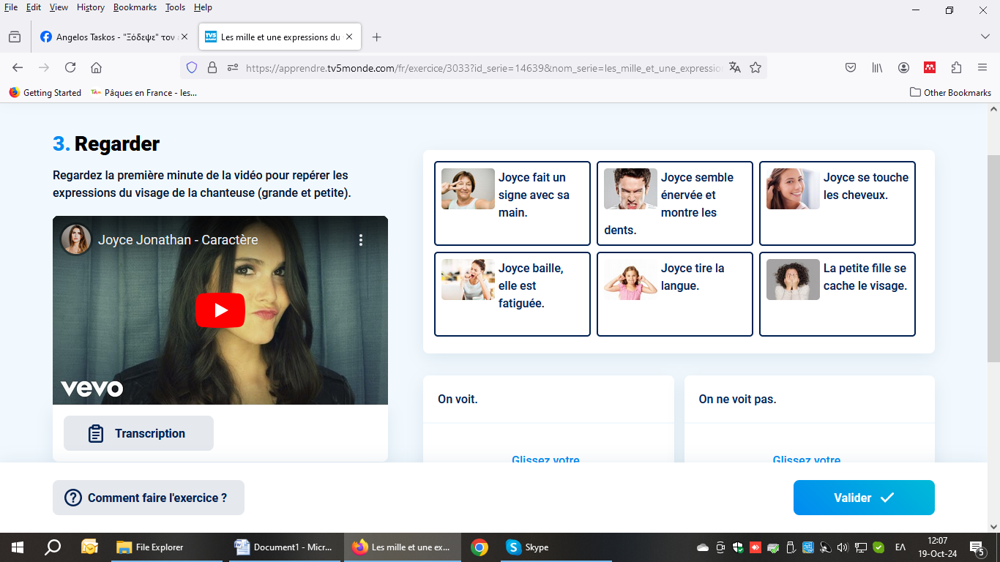 File Edit View History Bookmarks Tools Help
Angelos Taskos - "Ξόδεψε" τον
Les mille et une expressions du
https://apprendre.tv5monde.com/fr/exercice/3033?id_serie=14639&nom_serie=les_mille_et_une_expression
Getting Started
Pâques en France - les...
Other Bookmarks
3. Regarder
Regardez la première minute de la vidéo pour repérer les
expressions du visage de la chanteuse (grande et petite).
Joyce Jonathan - Caractère
vevo
Transcription
Joyce fait un
signe avec sa
main.
Joyce semble
énervée et
montre les
dents.
Joyce se touche
les cheveux.
Joyce baille,
elle est
fatiguée.
Joyce tire la
langue.
La petite fille se
cache le visage.
On voit.
Glissez votre
On ne voit pas.
Glissez votre
Comment faire l'exercice ?
Valider
File Explorer
Document1 - Micr...
Les mille et une ex...
Skype
ΕΛ
12:07
19-Oct-24
5